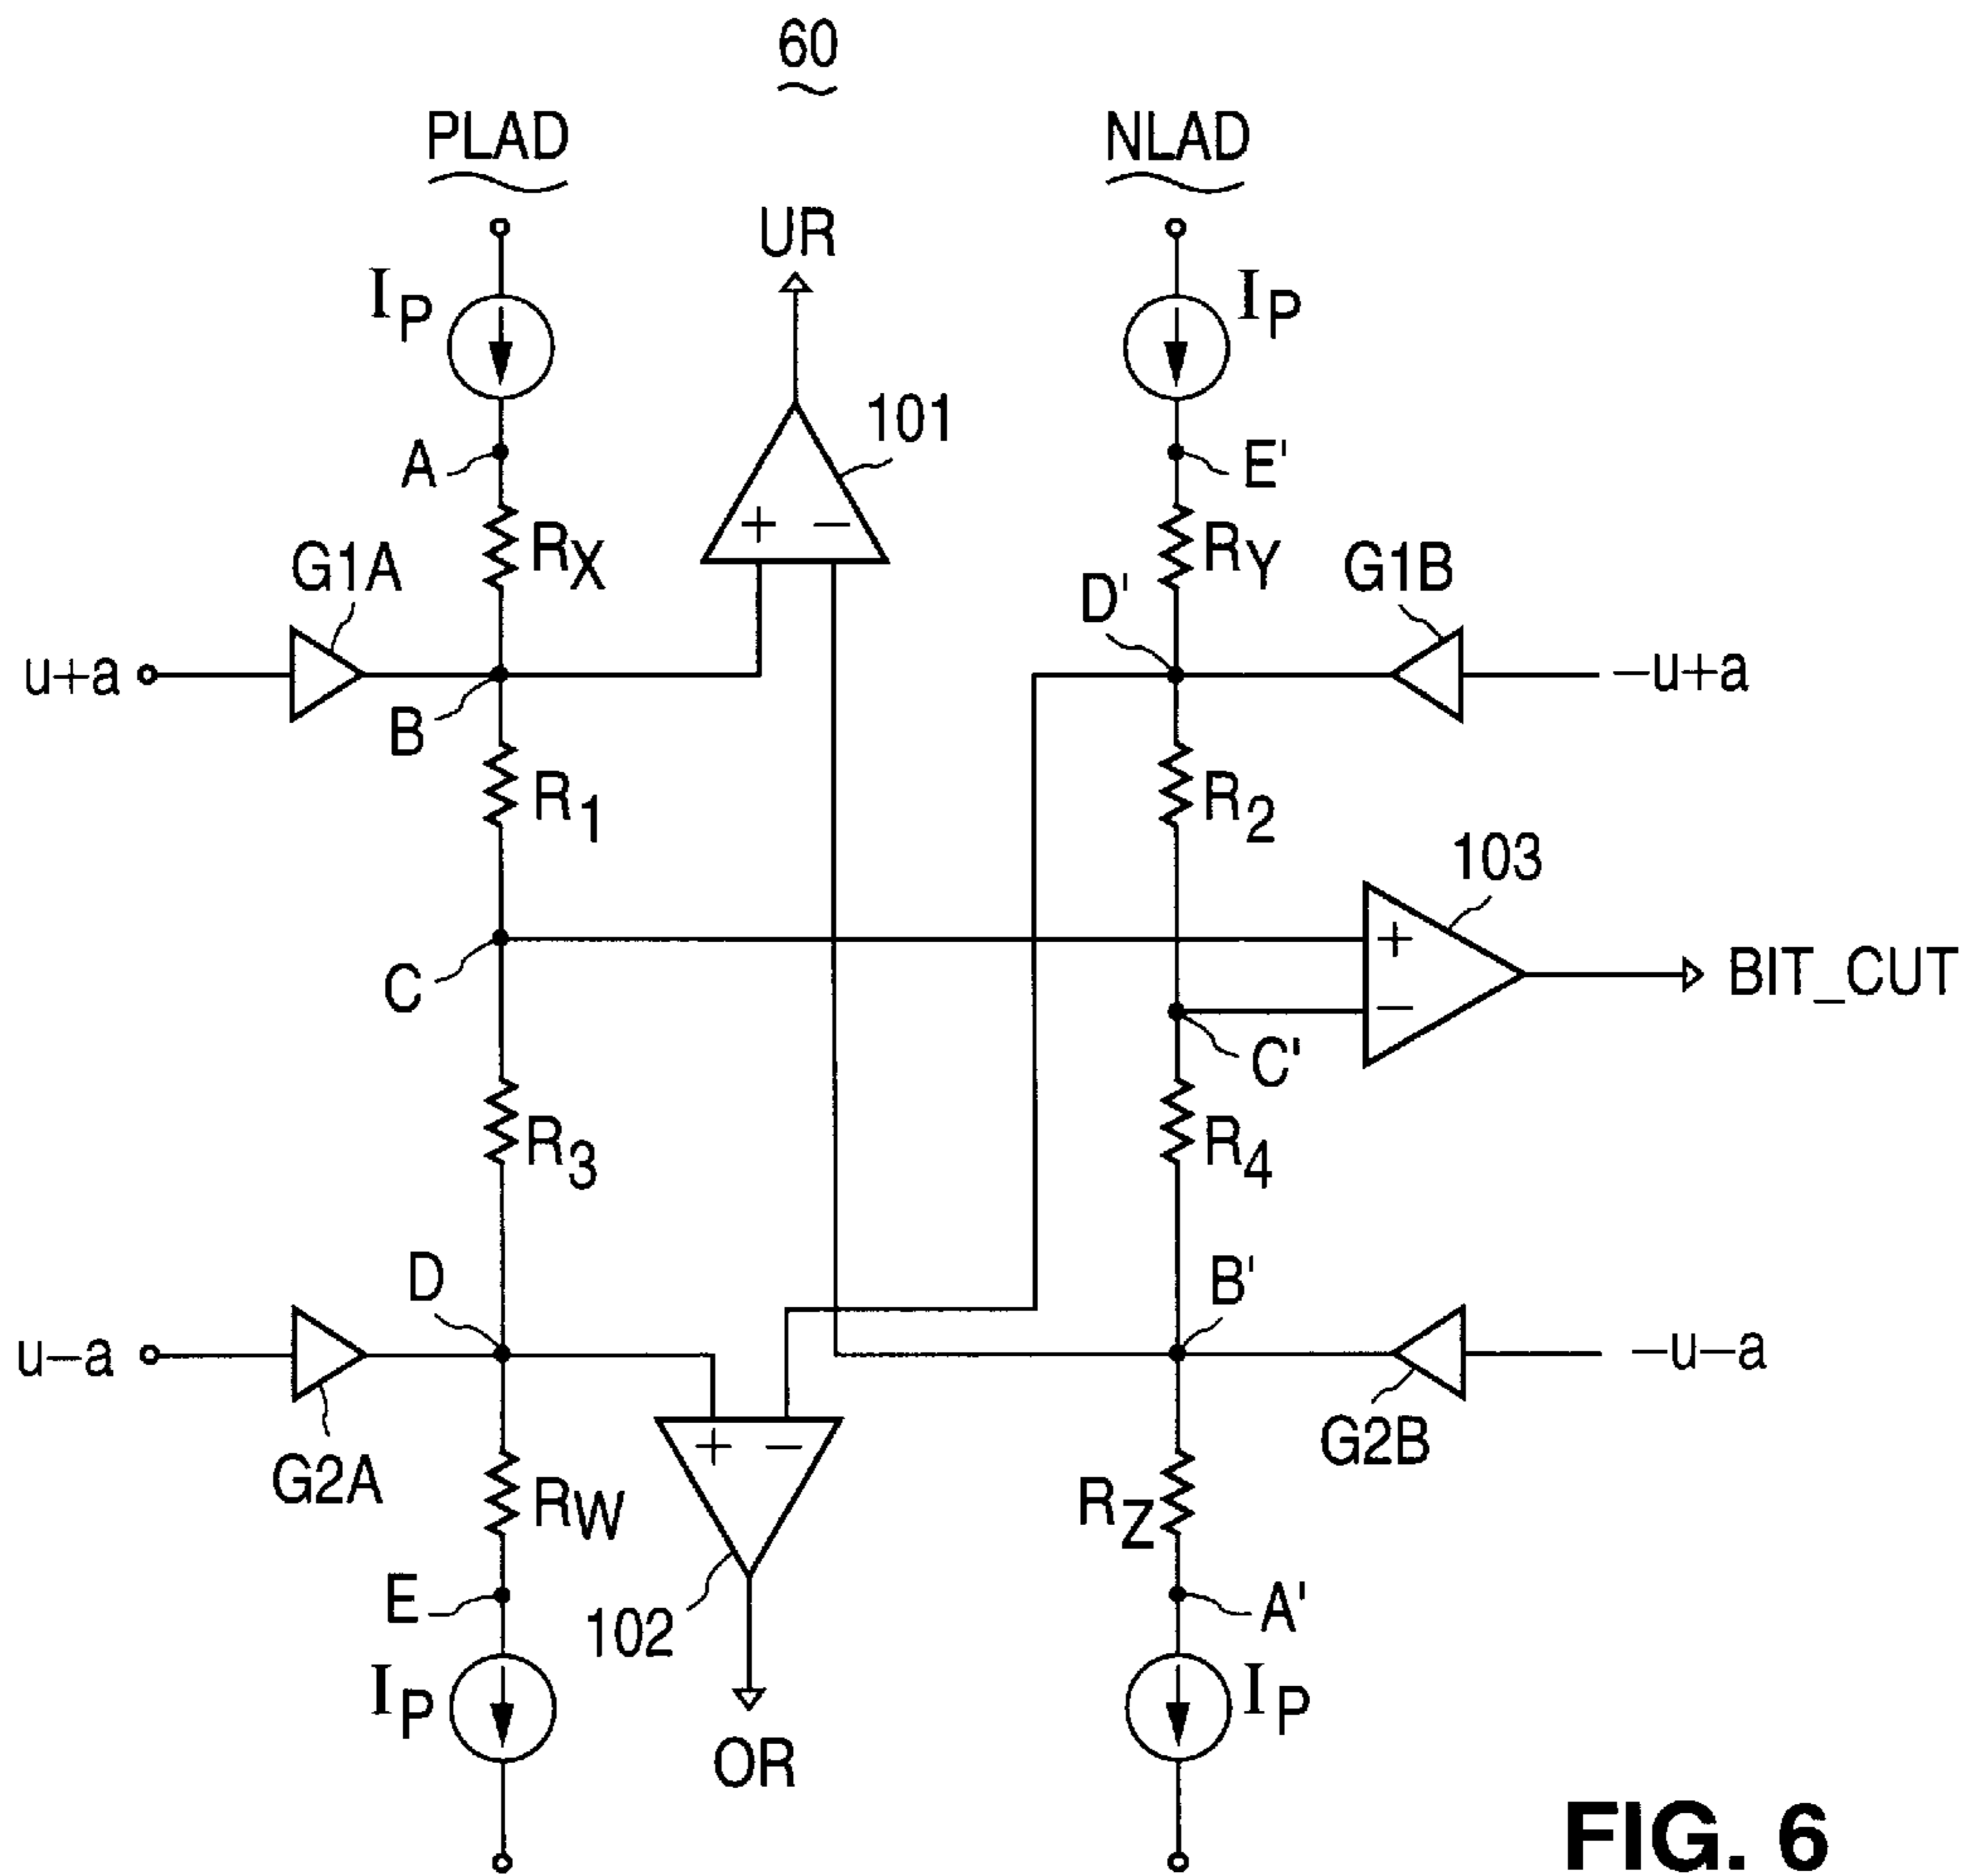 60
PLAD NLAD
UR
IP IP
101
A E'
RX RY
G1A G1B
D'
u+a + − −u+a
B
R1 R2
103
C + BIT_CUT
−
C'
R3 R4
D B'
u−a −u−a
G2A + − G2B
RW RZ
E A'
102
IP IP
OR
FIG. 6